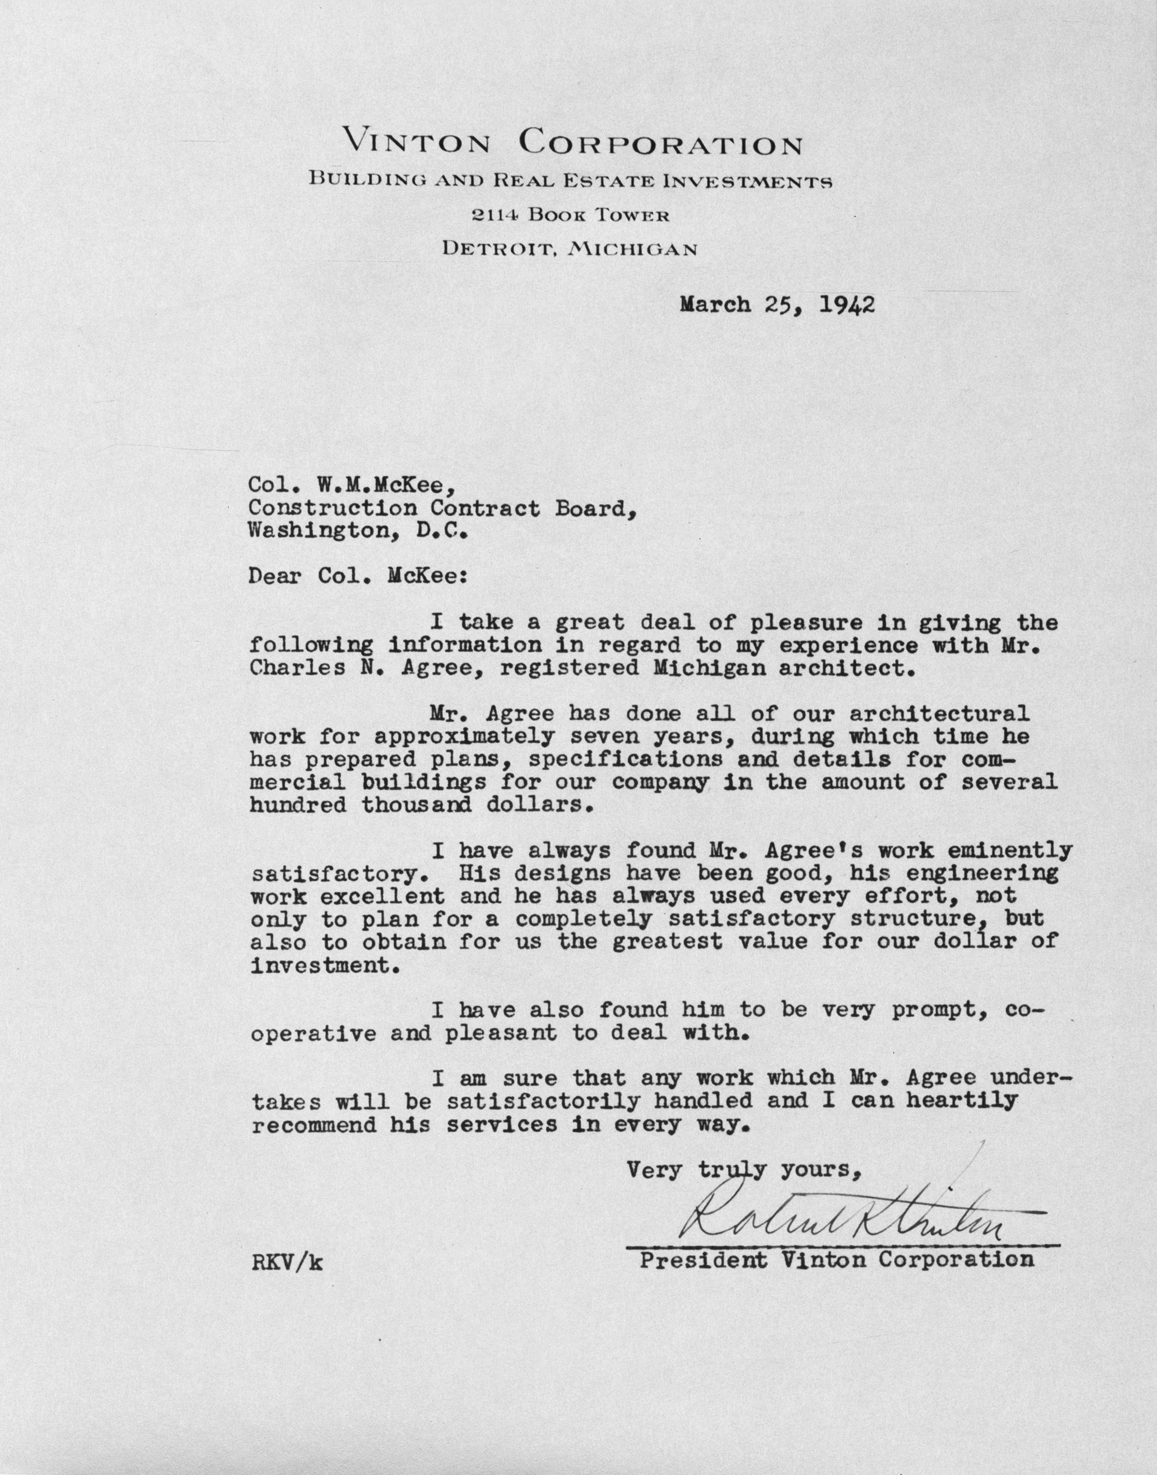 VINTON CORPORATION
BUILDING AND REAL ESTATE INVESTMENTS
2114 BOOK TOWER
DETROIT, MICHIGAN
March 25, 1942
Col. W.M.McKee,
Construction Contract Board,
Washington, D.C.
Dear Col. McKee:
I take a great deal of pleasure in giving the
following information in regard to my experience with Mr.
Charles N. Agree, registered Michigan architect.
Mr. Agree has done all of our architectural
work for approximately seven years, during which time he
has prepared plans, specifications and details for com-
mercial buildings for our company in the amount of several
hundred thousand dollars.
I have always found Mr. Agree's work eminently
satisfactory. His designs have been good, his engineering
work excellent and he has always used every effort, not
only to plan for a completely satisfactory structure, but
also to obtain for us the greatest value for our dollar of
investment.
I have also found him to be very prompt, co-
operative and pleasant to deal with.
I am sure that any work which Mr. Agree under-
takes will be satisfactorily handled and I can heartily
recommend his services in every way.
Very truly yours,
Robert K Vinton
President Vinton Corporation
RKV/k